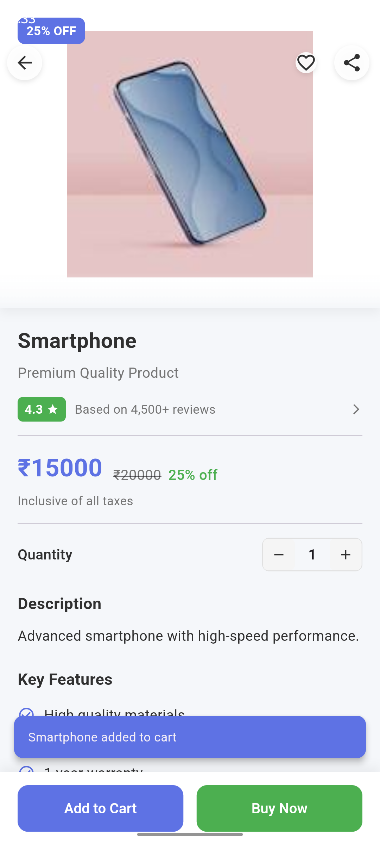 25% OFF
Smartphone
Premium Quality Product
4.3 ★ Based on 4,500+ reviews
₹15000 ₹20000 25% off
Inclusive of all taxes
Quantity − 1 +
Description
Advanced smartphone with high-speed performance.
Key Features
High quality materials
Smartphone added to cart
1 year warranty
Add to Cart Buy Now